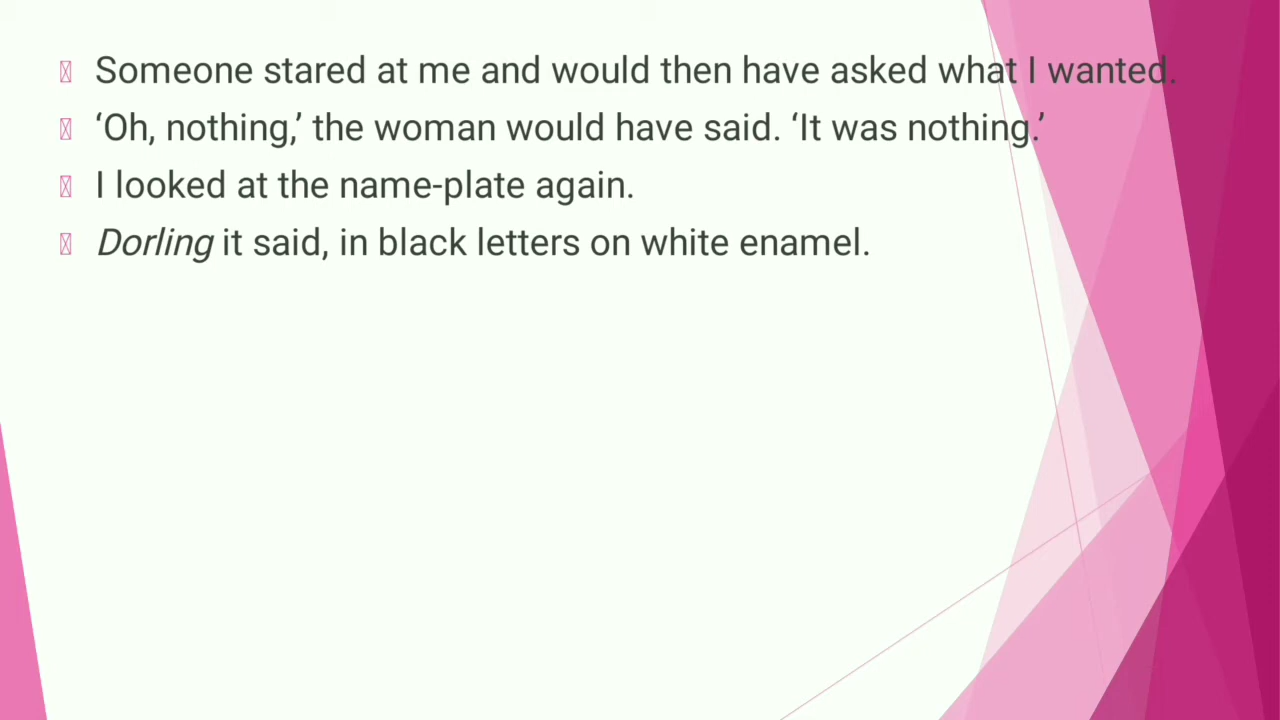 Someone stared at me and would then have asked what I wanted.
‘Oh, nothing,’ the woman would have said. ‘It was nothing.’
I looked at the name-plate again.
Dorling it said, in black letters on white enamel.